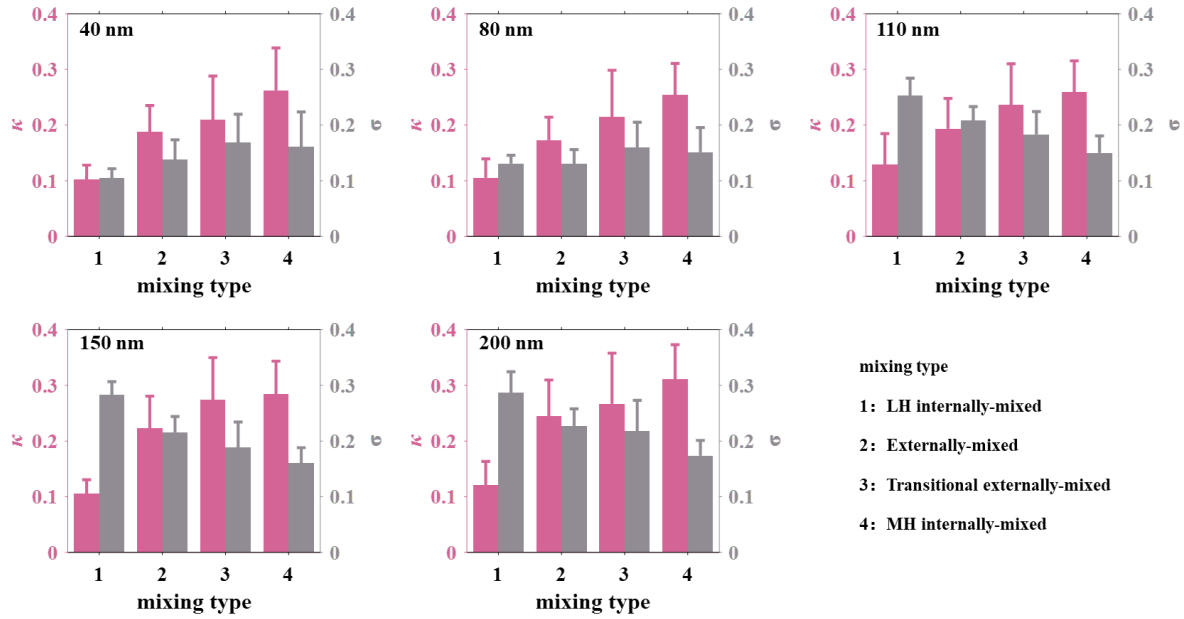 40 nm
0.4
0.3
0.2
0.1
0
κ
0.4
0.3
0.2
0.1
0
σ
1 2 3 4
mixing type
80 nm
0.4
0.3
0.2
0.1
0
κ
0.4
0.3
0.2
0.1
0
σ
1 2 3 4
mixing type
110 nm
0.4
0.3
0.2
0.1
0
κ
0.4
0.3
0.2
0.1
0
σ
1 2 3 4
mixing type
150 nm
0.4
0.3
0.2
0.1
0
κ
0.4
0.3
0.2
0.1
0
σ
1 2 3 4
mixing type
200 nm
0.4
0.3
0.2
0.1
0
κ
0.4
0.3
0.2
0.1
0
σ
1 2 3 4
mixing type
mixing type
1：LH internally-mixed
2：Externally-mixed
3：Transitional externally-mixed
4：MH internally-mixed